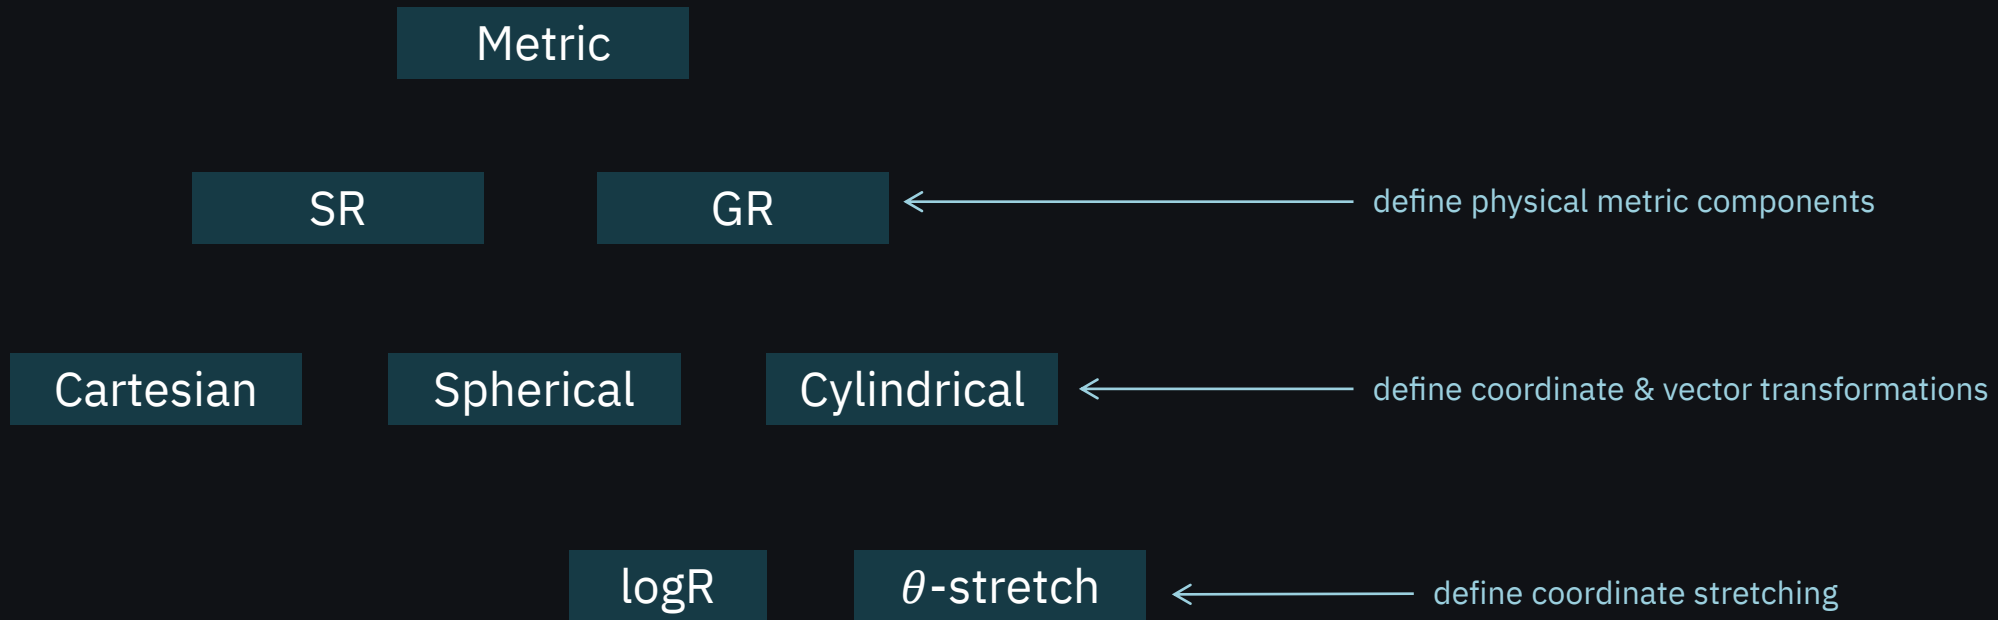 Metric
SR
GR
define physical metric components
Cartesian
Spherical
Cylindrical
define coordinate & vector transformations
logR
θ-stretch
define coordinate stretching